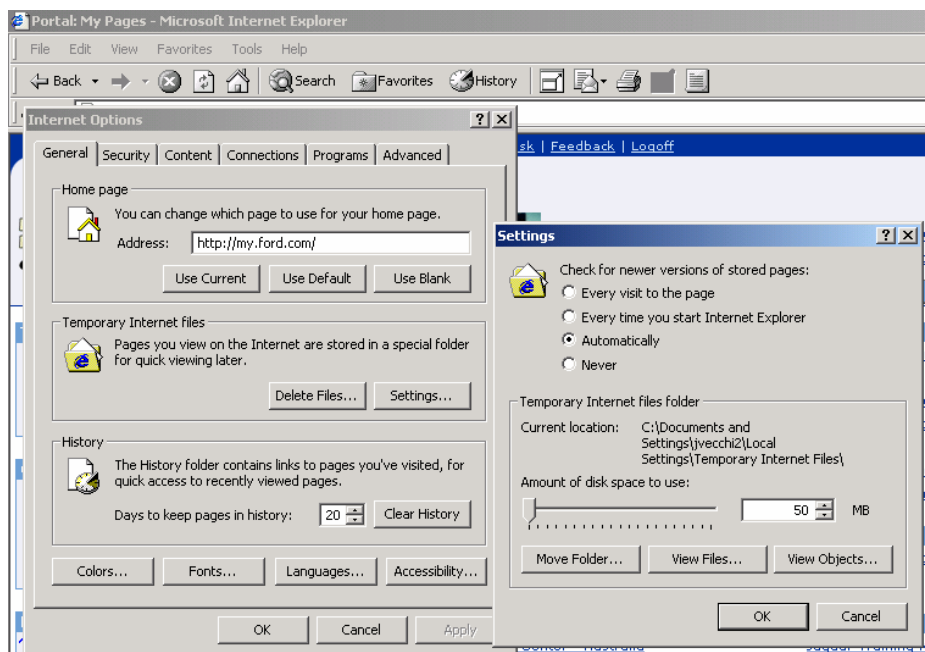 Portal: My Pages - Microsoft Internet Explorer
File Edit View Favorites Tools Help
Back Search Favorites History
Internet Options
General Security Content Connections Programs Advanced
Home page
You can change which page to use for your home page.
Address: http://my.ford.com/
Use Current Use Default Use Blank
Temporary Internet files
Pages you view on the Internet are stored in a special folder
for quick viewing later.
Delete Files... Settings...
History
The History folder contains links to pages you've visited, for
quick access to recently viewed pages.
Days to keep pages in history: 20 Clear History
Colors... Fonts... Languages... Accessibility...
OK Cancel Apply
sk | Feedback | Logoff
Settings
Check for newer versions of stored pages:
Every visit to the page
Every time you start Internet Explorer
Automatically
Never
Temporary Internet files folder
Current location: C:\Documents and
Settings\jvecchi2\Local
Settings\Temporary Internet Files\
Amount of disk space to use:
50 MB
Move Folder... View Files... View Objects...
OK Cancel